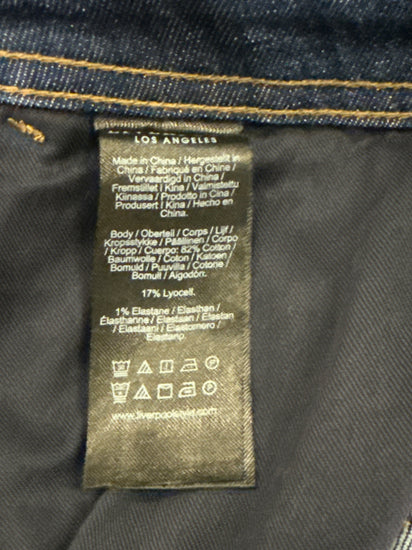 LOS ANGELES
Made in China / Hergestellt in
China / Fabriqué en Chine /
Vervaardigd in China /
Fremstillet i Kina / Valmistettu
Kiinassa / Prodotto in Cina /
Produsert i Kina / Hecho en
China.
Body / Oberteil / Corps / Lijf /
Kropsstykke / Päällinen / Corpo
/ Kropp / Cuerpo: 82% Cotton
Baumwolle / Coton / Katoen /
Bomuld / Puuvilla / Cotone /
Bomull / Algodón.
17% Lyocell.
1% Elastane / Elasthan /
Élasthanne / Elastaan / Elastan
/ Elastaani / Elastomero /
Elastano.
www.liverpoolstyle.com